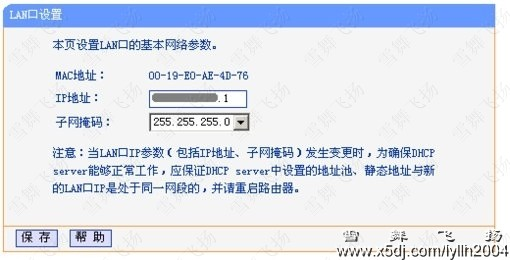 LAN口设置
本页设置LAN口的基本网络参数。
MAC地址： 00-19-E0-AE-4D-76
IP地址： .1
子网掩码： 255.255.255.0
注意：当LAN口IP参数（包括IP地址、子网掩码）发生变更时，为确保DHCP
server能够正常工作，应保证DHCP server中设置的地址池、静态地址与新
的LAN口IP是处于同一网段的，并请重启路由器。
保存 帮助
雪舞飞扬
www.x5dj.com/lyllh2004